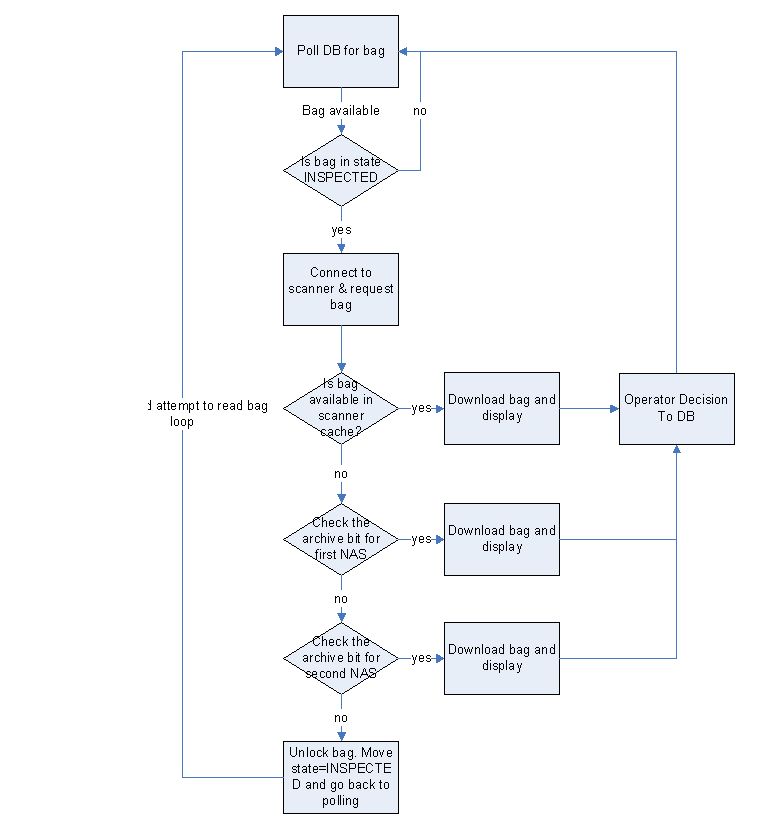 Poll DB for bag
Bag available
no
Is bag in state
INSPECTED
yes
Connect to
scanner & request
bag
Is bag
available in
scanner
cache?
yes
Download bag and
display
Operator Decision
To DB
attempt to read bag
loop
no
Check the
archive bit for
first NAS
yes
Download bag and
display
no
Check the
archive bit for
second NAS
yes
Download bag and
display
no
Unlock bag. Move
state=INSPECTE
D and go back to
polling